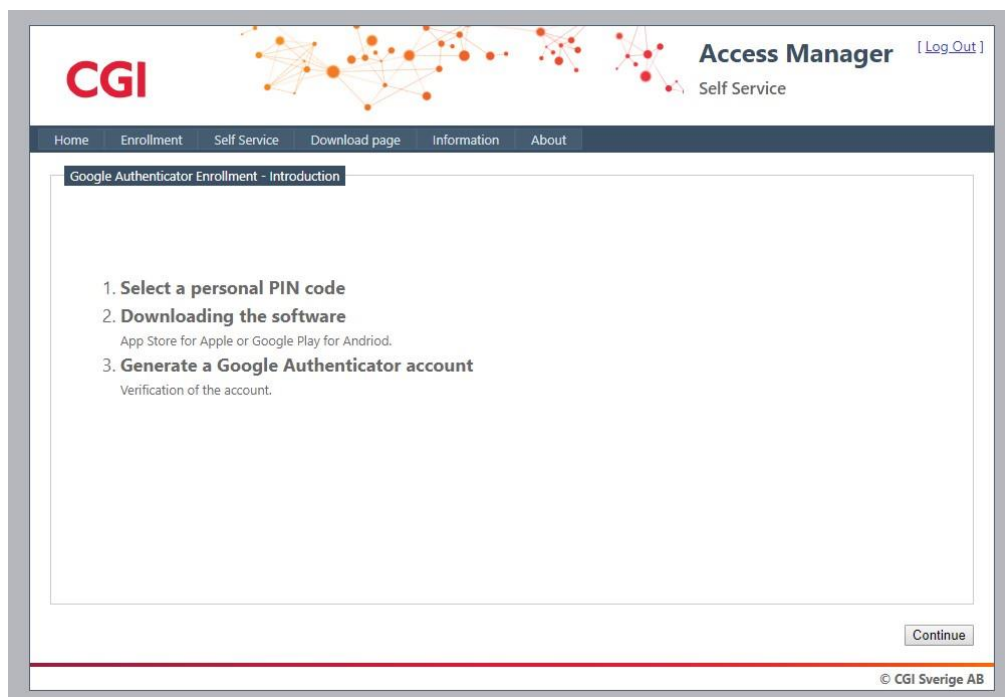 CGI
Access Manager
[ Log Out ]
Self Service
Home Enrollment Self Service Download page Information About
Google Authenticator Enrollment - Introduction
1. Select a personal PIN code
2. Downloading the software
App Store for Apple or Google Play for Andriod.
3. Generate a Google Authenticator account
Verification of the account.
Continue
© CGI Sverige AB